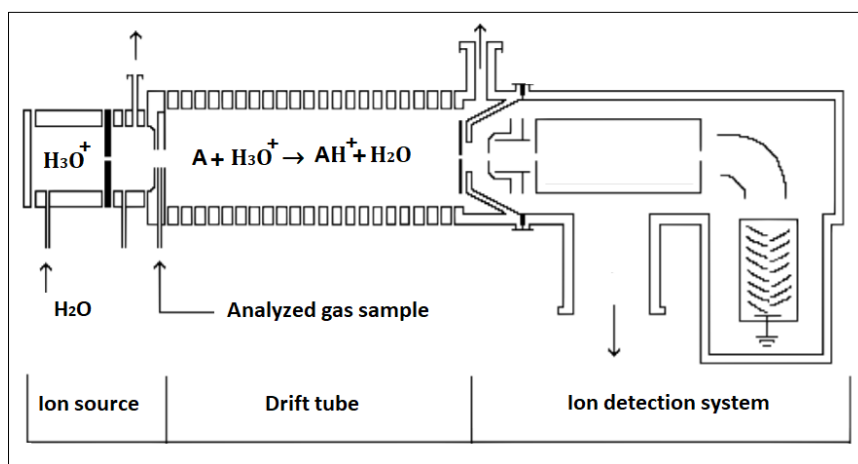 H₃O⁺
A + H₃O⁺ → AH⁺ + H₂O
H₂O
Analyzed gas sample
Ion source
Drift tube
Ion detection system